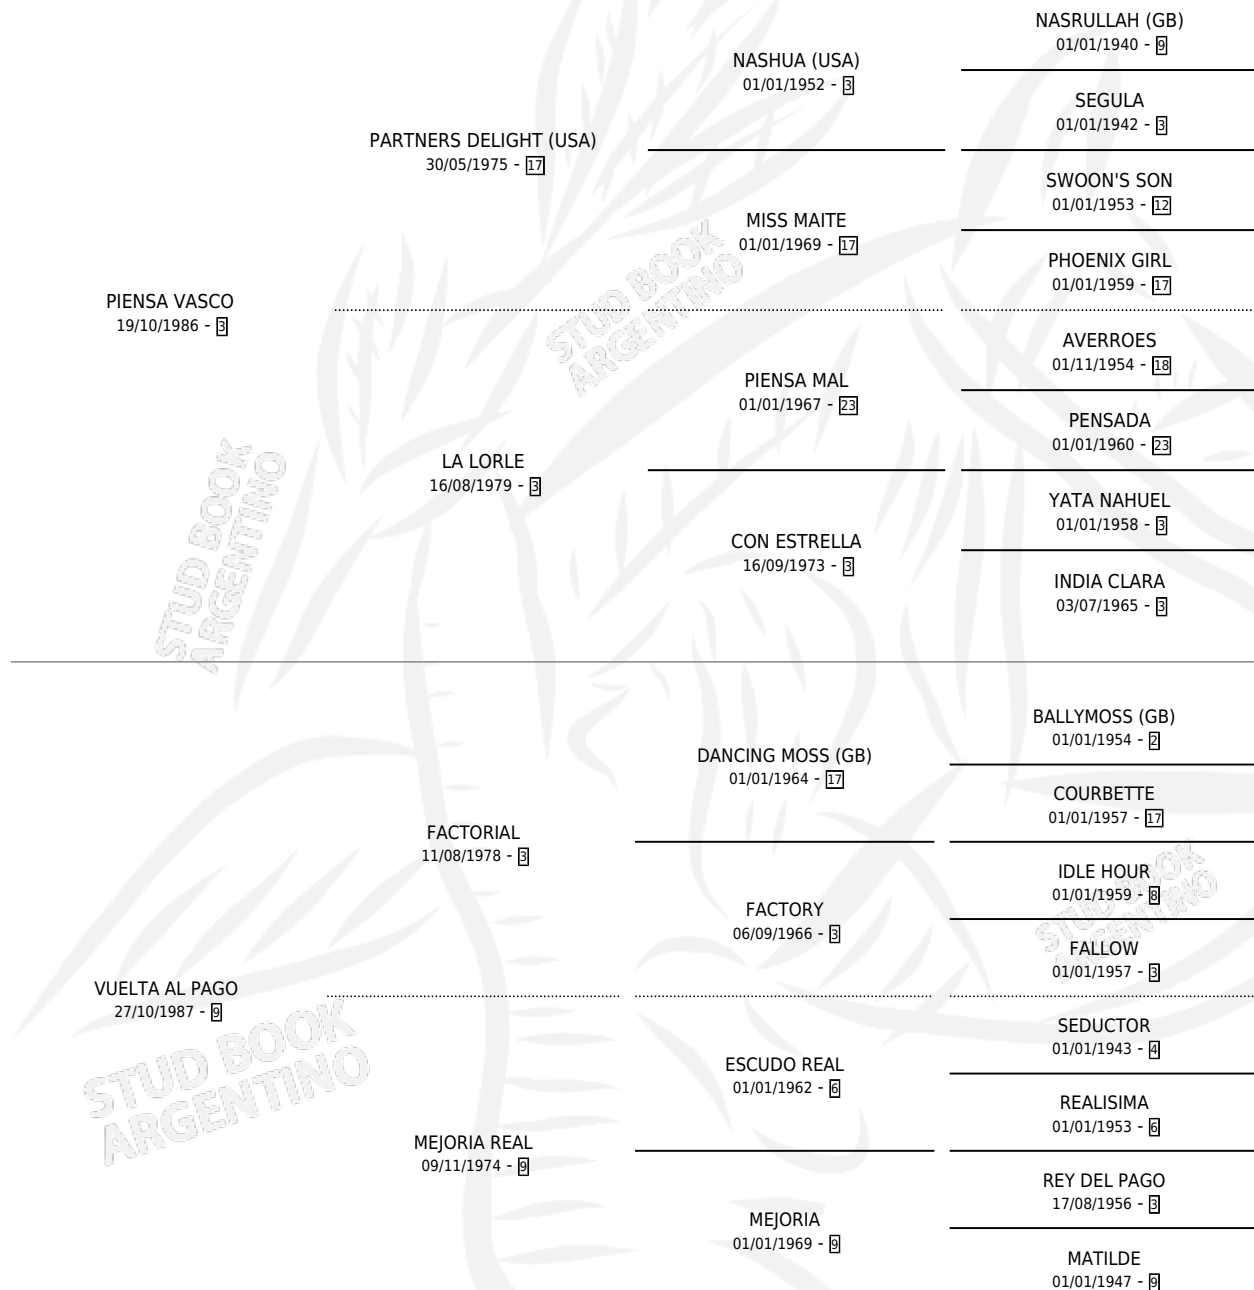 NASRULLAH (GB)
01/01/1940 - 9
NASHUA (USA)
01/01/1952 - 3
SEGULA
01/01/1942 - 3
PARTNERS DELIGHT (USA)
30/05/1975 - 17
SWOON'S SON
01/01/1953 - 12
MISS MAITE
01/01/1969 - 17
PHOENIX GIRL
01/01/1959 - 17
PIENSA VASCO
19/10/1986 - 3
AVERROES
01/11/1954 - 18
PIENSA MAL
01/01/1967 - 23
PENSADA
01/01/1960 - 23
LA LORLE
16/08/1979 - 3
YATA NAHUEL
01/01/1958 - 3
CON ESTRELLA
16/09/1973 - 3
INDIA CLARA
03/07/1965 - 3
BALLYMOSS (GB)
01/01/1954 - 2
DANCING MOSS (GB)
01/01/1964 - 17
COURBETTE
01/01/1957 - 17
FACTORIAL
11/08/1978 - 3
IDLE HOUR
01/01/1959 - 8
FACTORY
06/09/1966 - 3
FALLOW
01/01/1957 - 3
VUELTA AL PAGO
27/10/1987 - 9
SEDUCTOR
01/01/1943 - 4
ESCUDO REAL
01/01/1962 - 6
REALISIMA
01/01/1953 - 6
MEJORIA REAL
09/11/1974 - 9
REY DEL PAGO
17/08/1956 - 3
MEJORIA
01/01/1969 - 9
MATILDE
01/01/1947 - 9
STUD BOOK
ARGENTINO
STUD BOOK
ARGENTINO
STUD BOOK
ARGENTINO
STUD BOOK
ARGENTINO